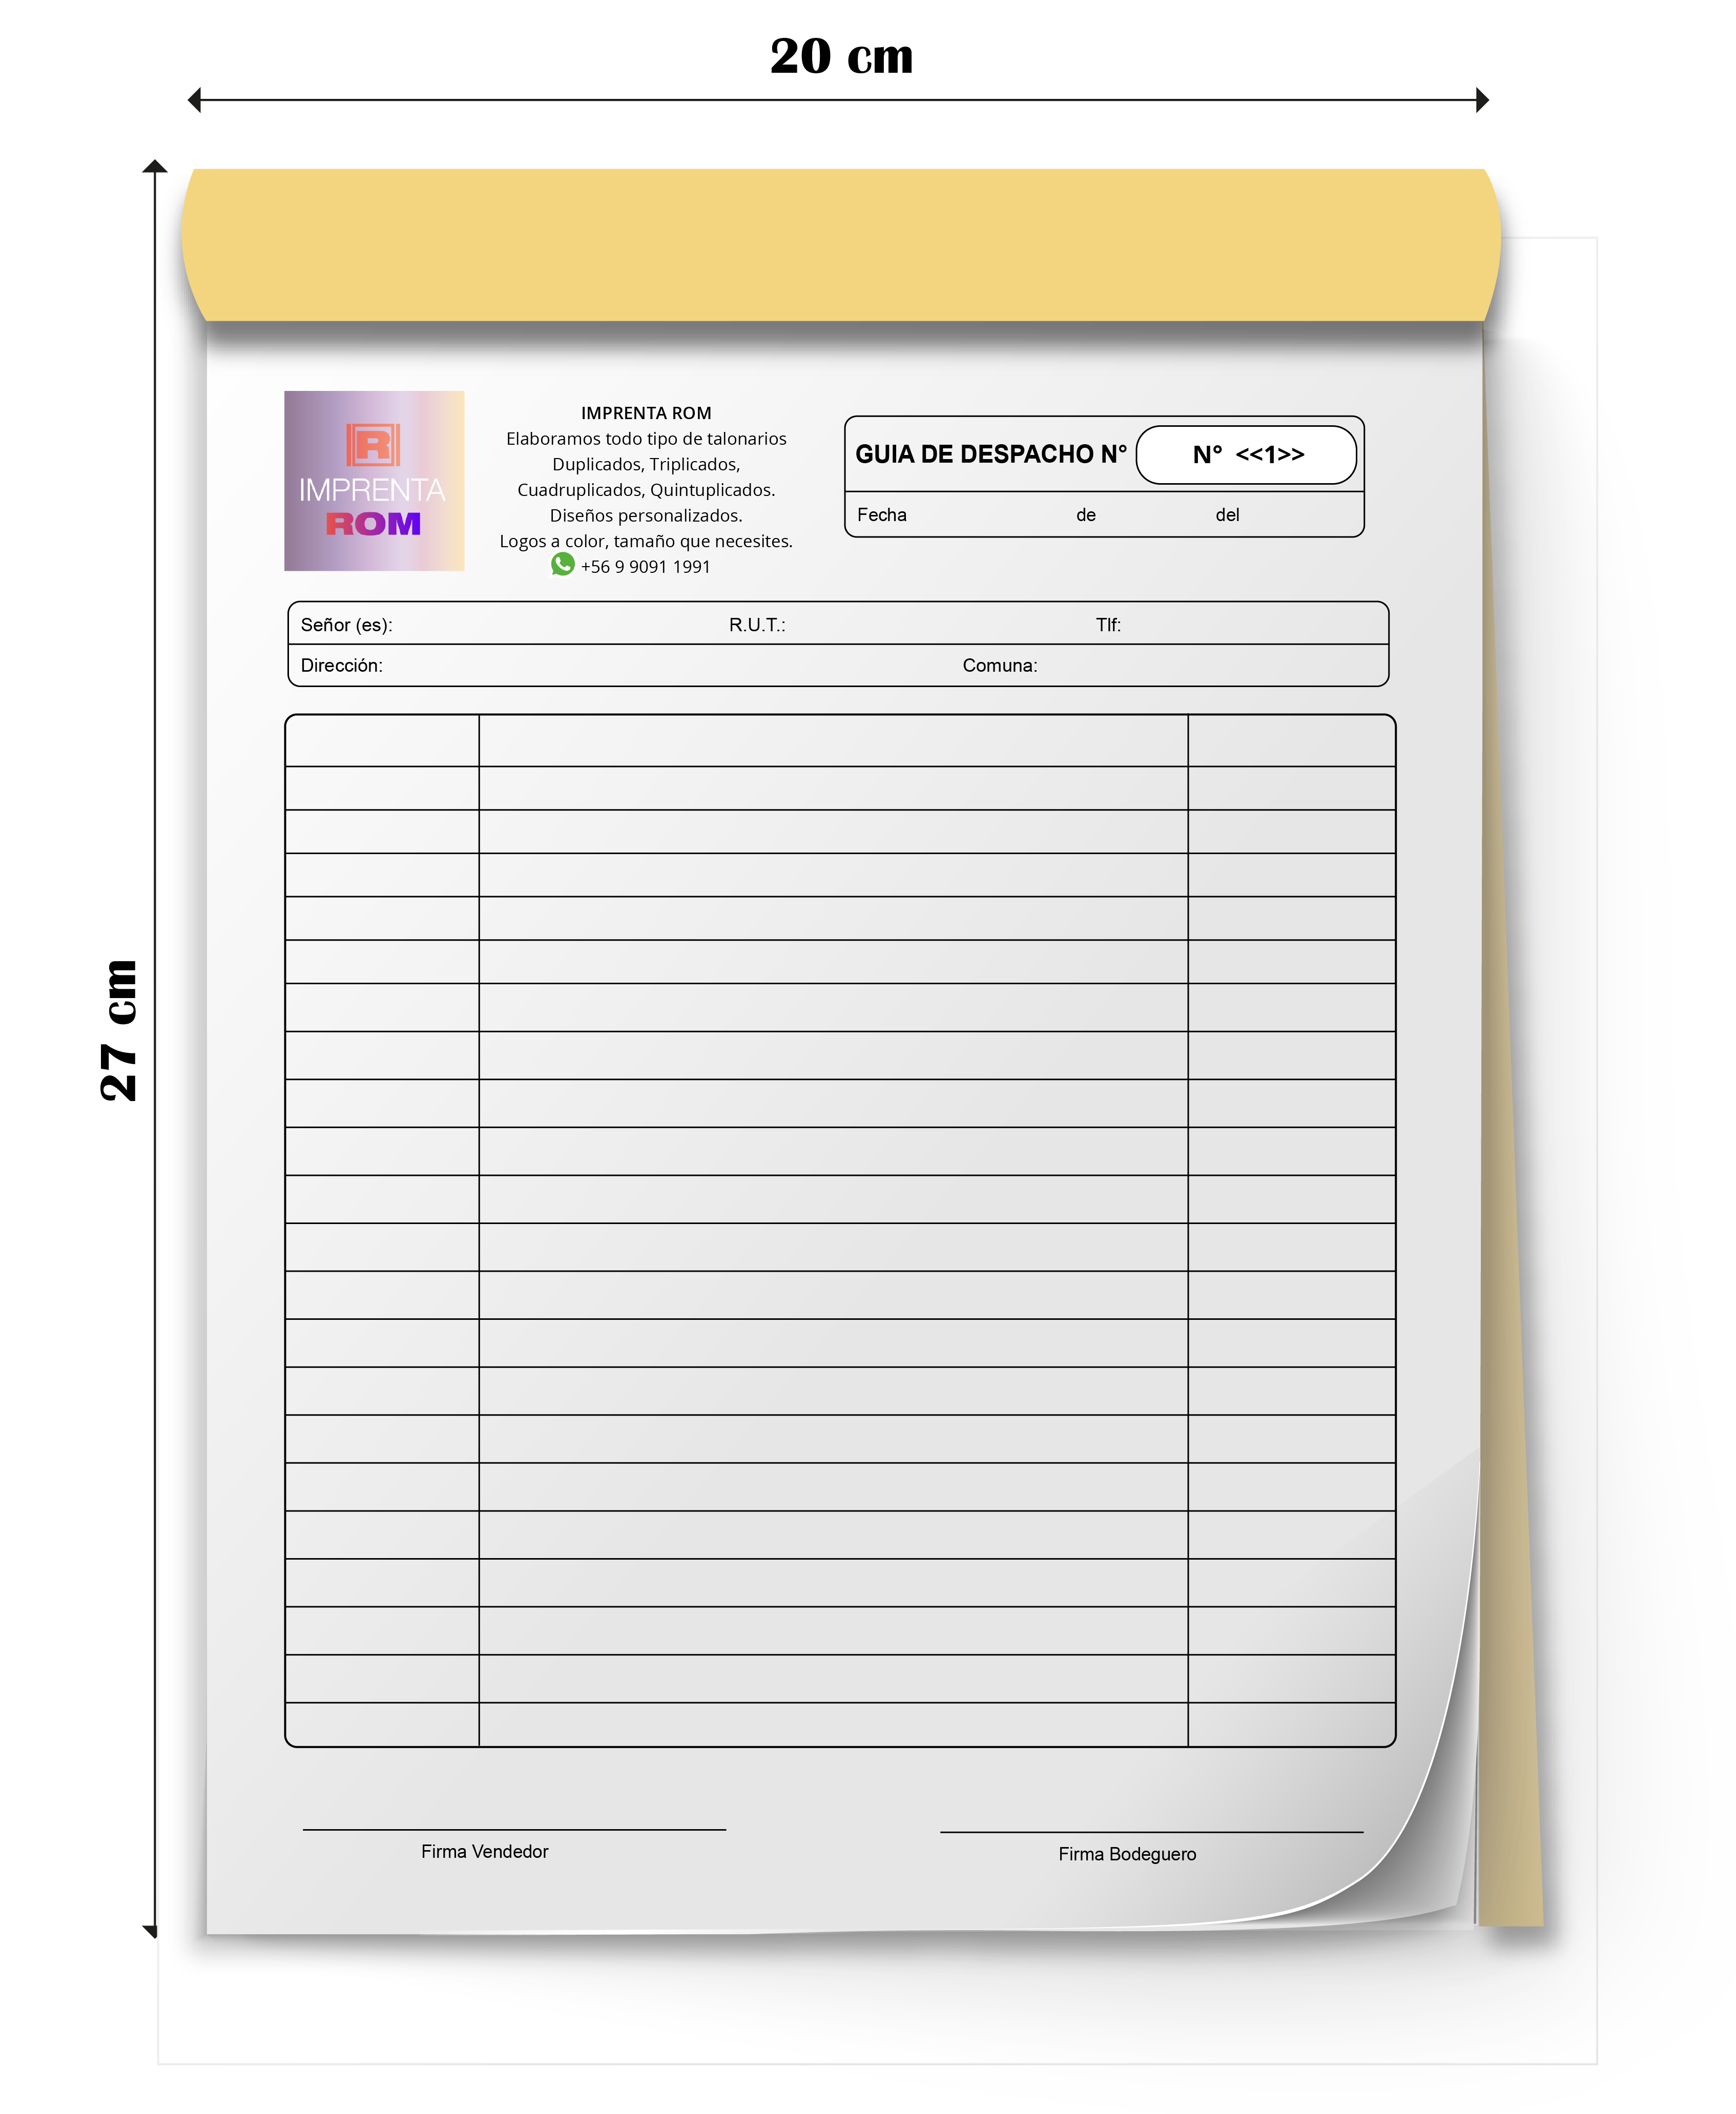 20 cm
27 cm
R
IMPRENTA
ROM
IMPRENTA ROM
Elaboramos todo tipo de talonarios
Duplicados, Triplicados,
Cuadruplicados, Quintuplicados.
Diseños personalizados.
Logos a color, tamaño que necesites.
+56 9 9091 1991
GUIA DE DESPACHO N° N° <<1>>
Fecha de del
Señor (es): R.U.T.: Tlf:
Dirección: Comuna:
Firma Vendedor
Firma Bodeguero